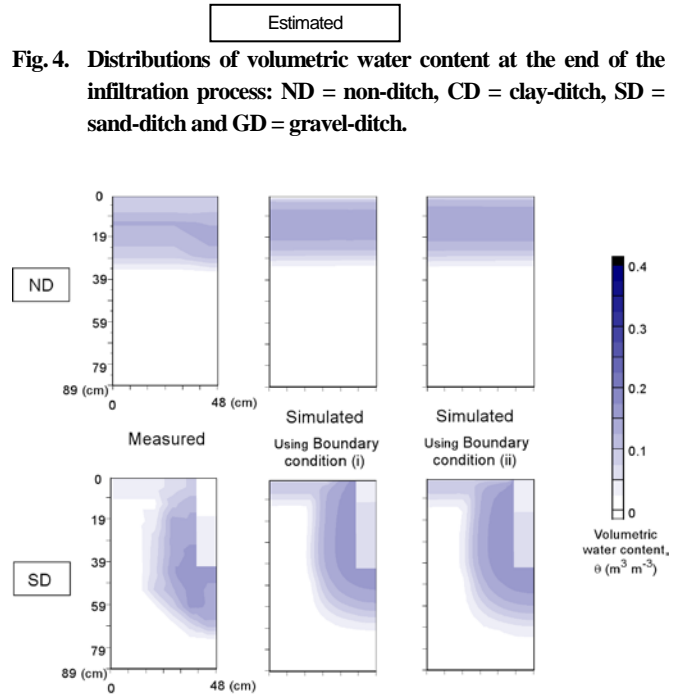 Estimated
Fig. 4. Distributions of volumetric water content at the end of the
infiltration process: ND = non-ditch, CD = clay-ditch, SD =
sand-ditch and GD = gravel-ditch.
0
19
39
59
79
89 (cm)
0
48 (cm)
ND
Measured
Simulated
Using Boundary
condition (i)
Simulated
Using Boundary
condition (ii)
0.4
0.3
0.2
0.1
0
Volumetric
water content,
θ (m³ m⁻³)
0
19
39
59
79
89 (cm)
0
48 (cm)
SD